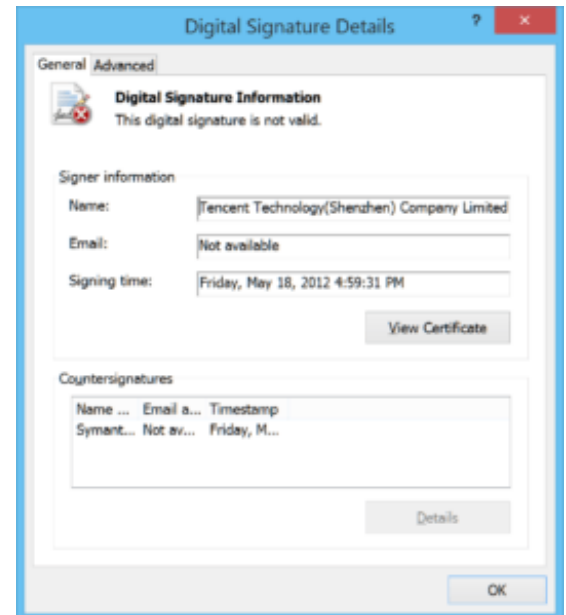 Digital Signature Details
? ×
General Advanced
Digital Signature Information
This digital signature is not valid.
Signer information
Name: Tencent Technology(Shenzhen) Company Limited
Email: Not available
Signing time: Friday, May 18, 2012 4:59:31 PM
View Certificate
Countersignatures
Name ... Email a... Timestamp
Symant... Not av... Friday, M...
Details
OK